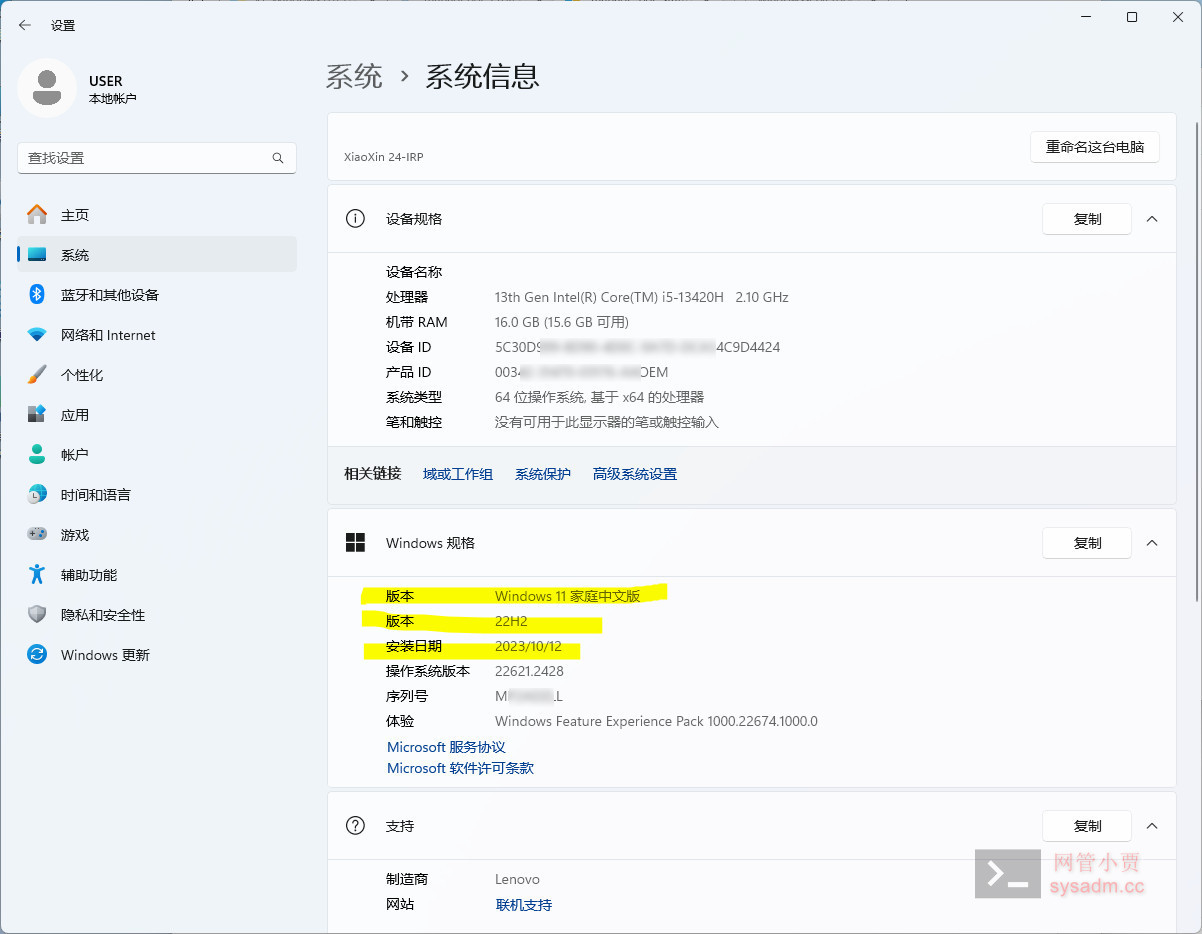 设置
USER
本地帐户
查找设置
主页
系统
蓝牙和其他设备
网络和 Internet
个性化
应用
帐户
时间和语言
游戏
辅助功能
隐私和安全性
Windows 更新
系统 › 系统信息
XiaoXin 24-IRP
重命名这台电脑
设备规格
复制
设备名称
处理器 13th Gen Intel(R) Core(TM) i5-13420H 2.10 GHz
机带 RAM 16.0 GB (15.6 GB 可用)
设备 ID 5C30D9 4C9D4424
产品 ID 0034 OEM
系统类型 64 位操作系统, 基于 x64 的处理器
笔和触控 没有可用于此显示器的笔或触控输入
相关链接 域或工作组 系统保护 高级系统设置
Windows 规格
复制
版本 Windows 11 家庭中文版
版本 22H2
安装日期 2023/10/12
操作系统版本 22621.2428
序列号 M L
体验 Windows Feature Experience Pack 1000.22674.1000.0
Microsoft 服务协议
Microsoft 软件许可条款
支持
复制
制造商 Lenovo
网站 联机支持
网管小贾
sysadm.cc